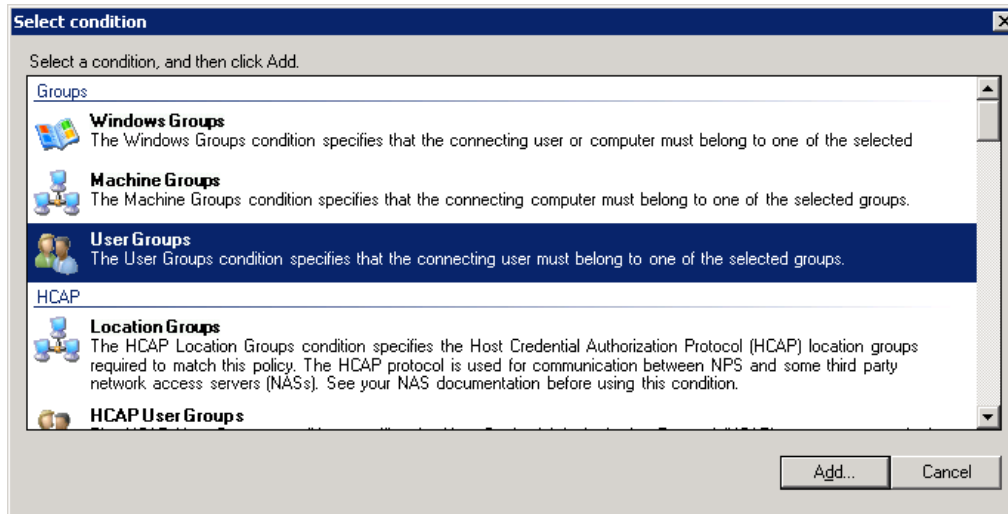 Select condition
Select a condition, and then click Add.
Groups
Windows Groups
The Windows Groups condition specifies that the connecting user or computer must belong to one of the selected
Machine Groups
The Machine Groups condition specifies that the connecting computer must belong to one of the selected groups.
User Groups
The User Groups condition specifies that the connecting user must belong to one of the selected groups.
HCAP
Location Groups
The HCAP Location Groups condition specifies the Host Credential Authorization Protocol (HCAP) location groups
required to match this policy. The HCAP protocol is used for communication between NPS and some third party
network access servers (NASs). See your NAS documentation before using this condition.
HCAP User Groups
Add...
Cancel